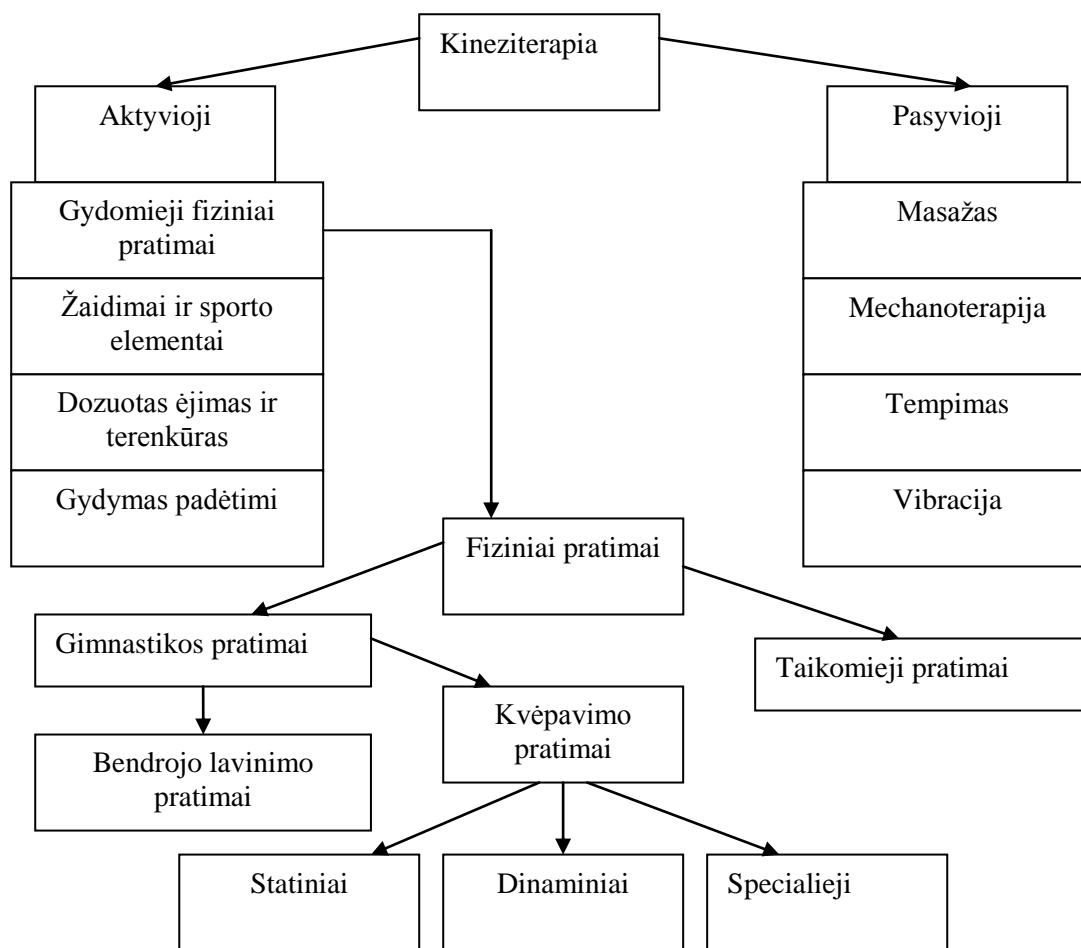 Kineziterapia
Aktyvioji
Pasyvioji
Gydomieji fiziniai
pratimai
Masažas
Žaidimai ir sporto
elementai
Mechanoterapija
Dozuotas ėjimas ir
terenkūras
Tempimas
Gydymas padėtimi
Vibracija
Fiziniai pratimai
Gimnastikos pratimai
Taikomieji pratimai
Kvėpavimo
pratimai
Bendrojo lavinimo
pratimai
Statiniai
Dinaminiai
Specialieji